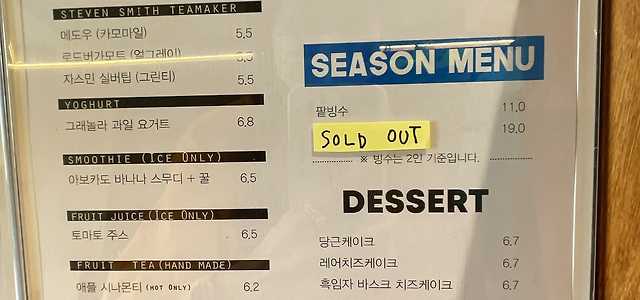 STEVEN SMITH TEAMAKER
메도우 (카모마일) 5.5
로드버가모트 (얼그레이) 5.5
자스민 실버팁 (그린티) 5.5
YOGHURT
그래놀라 과일 요거트 6.8
SMOOTHIE (ICE ONLY)
아보카도 바나나 스무디 + 꿀 6.5
FRUIT JUICE (ICE ONLY)
토마토 주스 6.5
FRUIT TEA (HAND MADE)
애플 시나몬티 (HOT ONLY) 6.2
SEASON MENU
팥빙수 11.0
SOLD OUT 19.0
※ 빙수는 2인 기준입니다.
DESSERT
당근케이크 6.7
레어치즈케이크 6.7
흑임자 바스크 치즈케이크 6.7